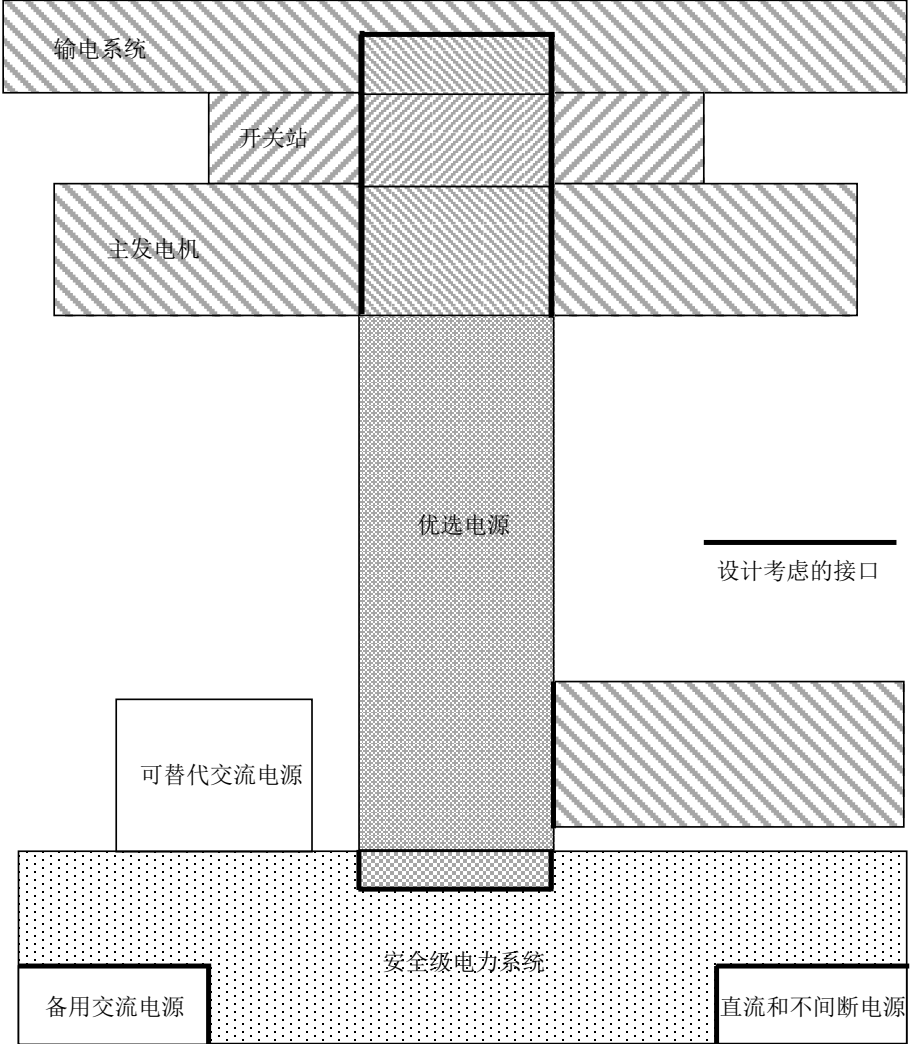 输电系统
开关站
主发电机
优选电源
设计考虑的接口
可替代交流电源
安全级电力系统
备用交流电源
直流和不间断电源